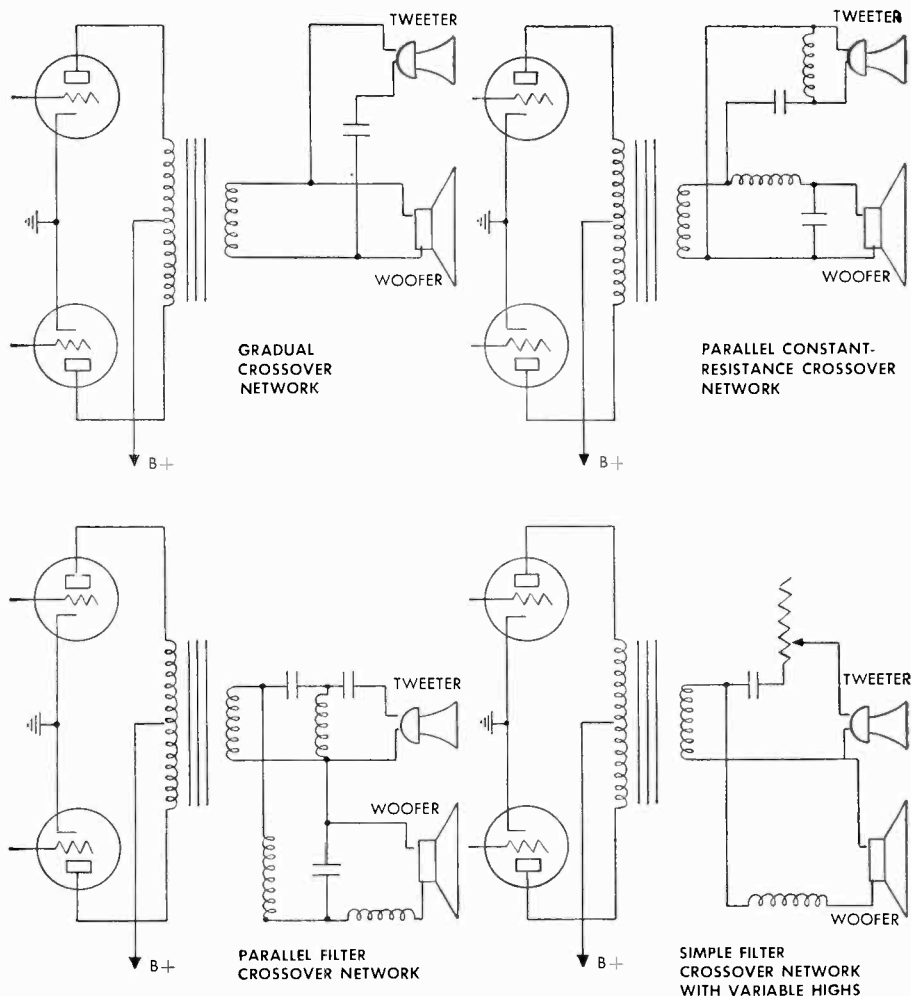 TWEETER
WOOFER
GRADUAL
CROSSOVER
NETWORK
B+
TWEETER
WOOFER
PARALLEL CONSTANT-
RESISTANCE CROSSOVER
NETWORK
B+
TWEETER
WOOFER
PARALLEL FILTER
CROSSOVER NETWORK
B+
TWEETER
WOOFER
SIMPLE FILTER
CROSSOVER NETWORK
WITH VARIABLE HIGHS
B+